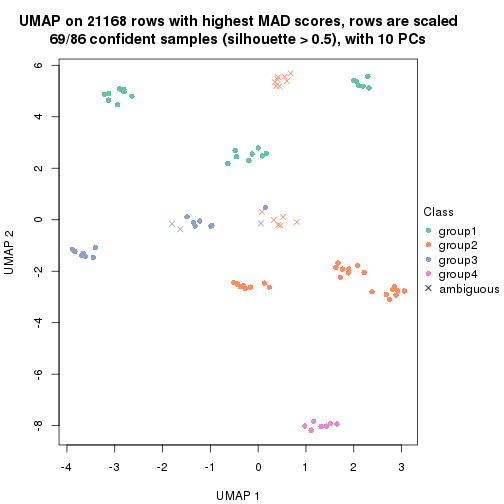 UMAP on 21168 rows with highest MAD scores, rows are scaled
69/86 confident samples (silhouette > 0.5), with 10 PCs
6
4
2
0
-2
-4
-6
-8
UMAP 2
-4
-3
-2
-1
0
1
2
3
UMAP 1
Class
group1
group2
group3
group4
ambiguous